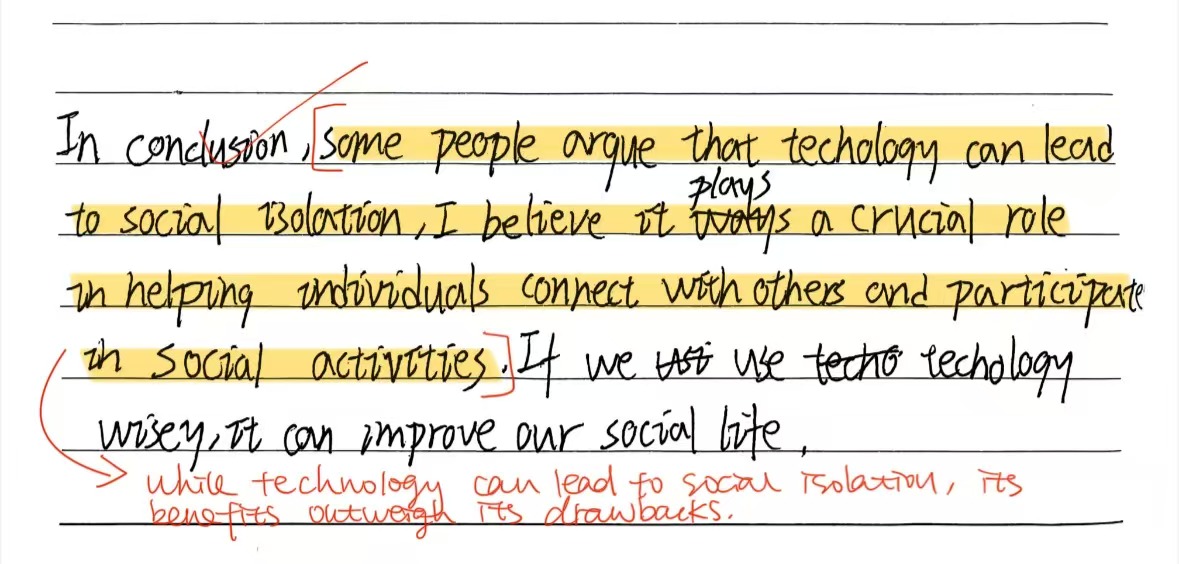 In conclusion, [some people argue that techology can lead
plays
to social isolation, I believe it ways a crucial role
in helping individuals connect with others and participate
in social activities.] If we usi use techo techology
wisey, it can improve our social life.
while technology can lead to social isolation, its
benefits outweigh its drawbacks.